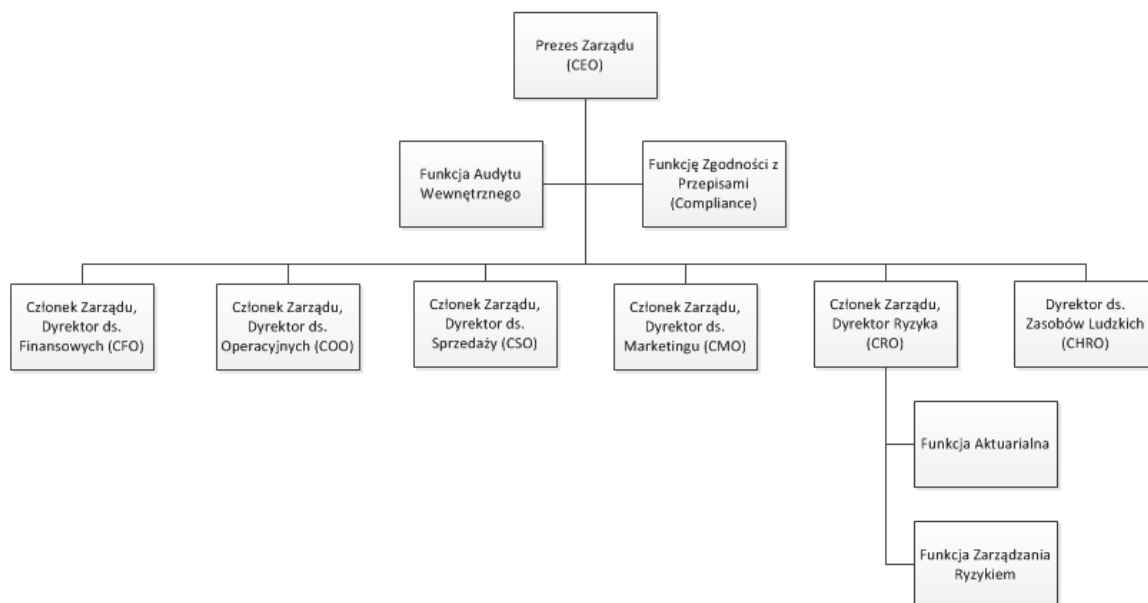 Prezes Zarządu
(CEO)
Funkcja Audytu
Wewnętrznego
Funkcję Zgodności z
Przepisami
(Compliance)
Członek Zarządu,
Dyrektor ds.
Finansowych (CFO)
Członek Zarządu,
Dyrektor ds.
Operacyjnych (COO)
Członek Zarządu,
Dyrektor ds.
Sprzedaży (CSO)
Członek Zarządu,
Dyrektor ds.
Marketingu (CMO)
Członek Zarządu,
Dyrektor Ryzyka
(CRO)
Dyrektor ds.
Zasobów Ludzkich
(CHRO)
Funkcja Aktuarialna
Funkcja Zarządzania
Ryzykiem